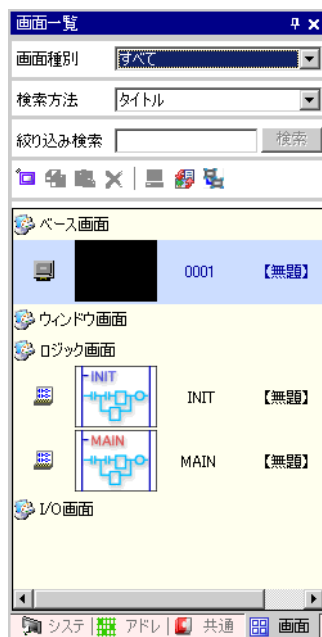 画面一覧
画面種別 すべて
検索方法 タイトル
絞り込み検索 検索
ベース画面
0001 【無題】
ウィンドウ画面
ロジック画面
INIT INIT 【無題】
MAIN MAIN 【無題】
I/O画面
システ アドレ 共通 画面